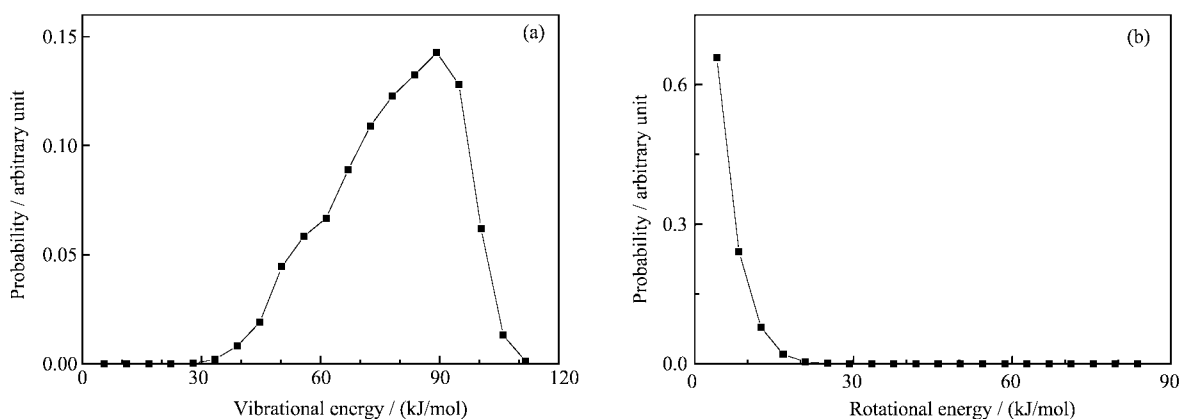 (a)
0.15
0.10
0.05
0.00
0
30
60
90
120
Probability / arbitrary unit
Vibrational energy / (kJ/mol)
(b)
0.6
0.3
0.0
0
30
60
90
Probability / arbitrary unit
Rotational energy / (kJ/mol)